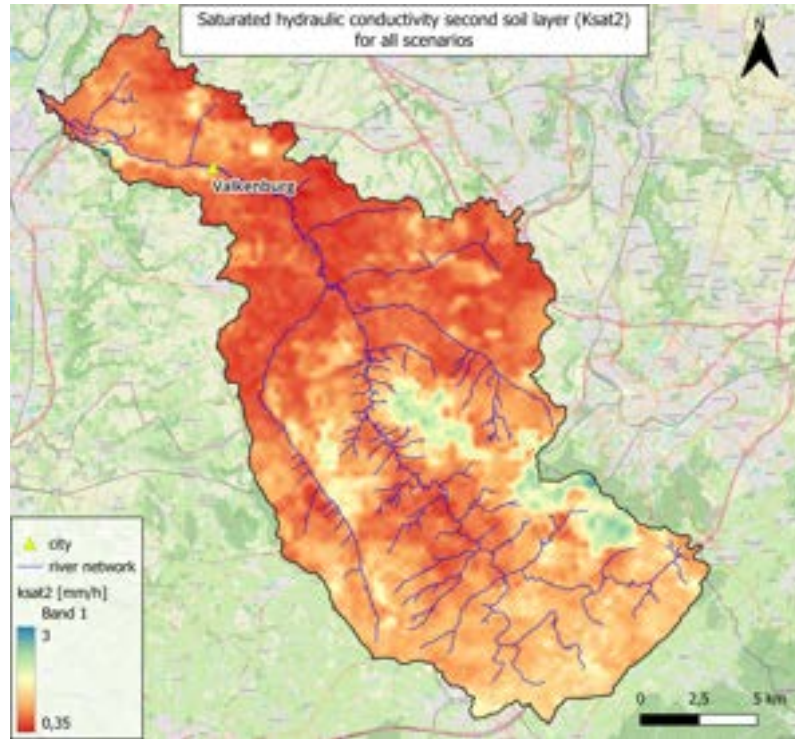 Saturated hydraulic conductivity second soil layer (Ksat2)
for all scenarios
N
Valkenburg
city
river network
ksat2 [mm/h]
Band 1
3
0,35
0 2,5 5 km